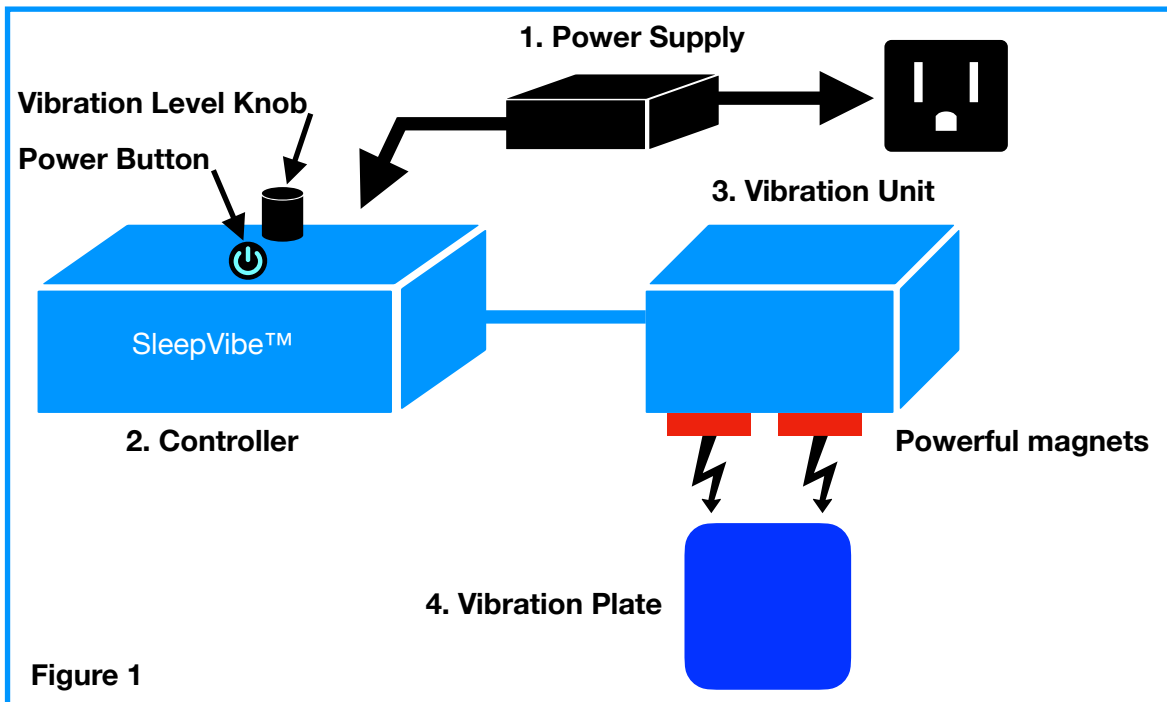 1. Power Supply
Vibration Level Knob
Power Button
3. Vibration Unit
SleepVibe™
2. Controller
Powerful magnets
4. Vibration Plate
Figure 1